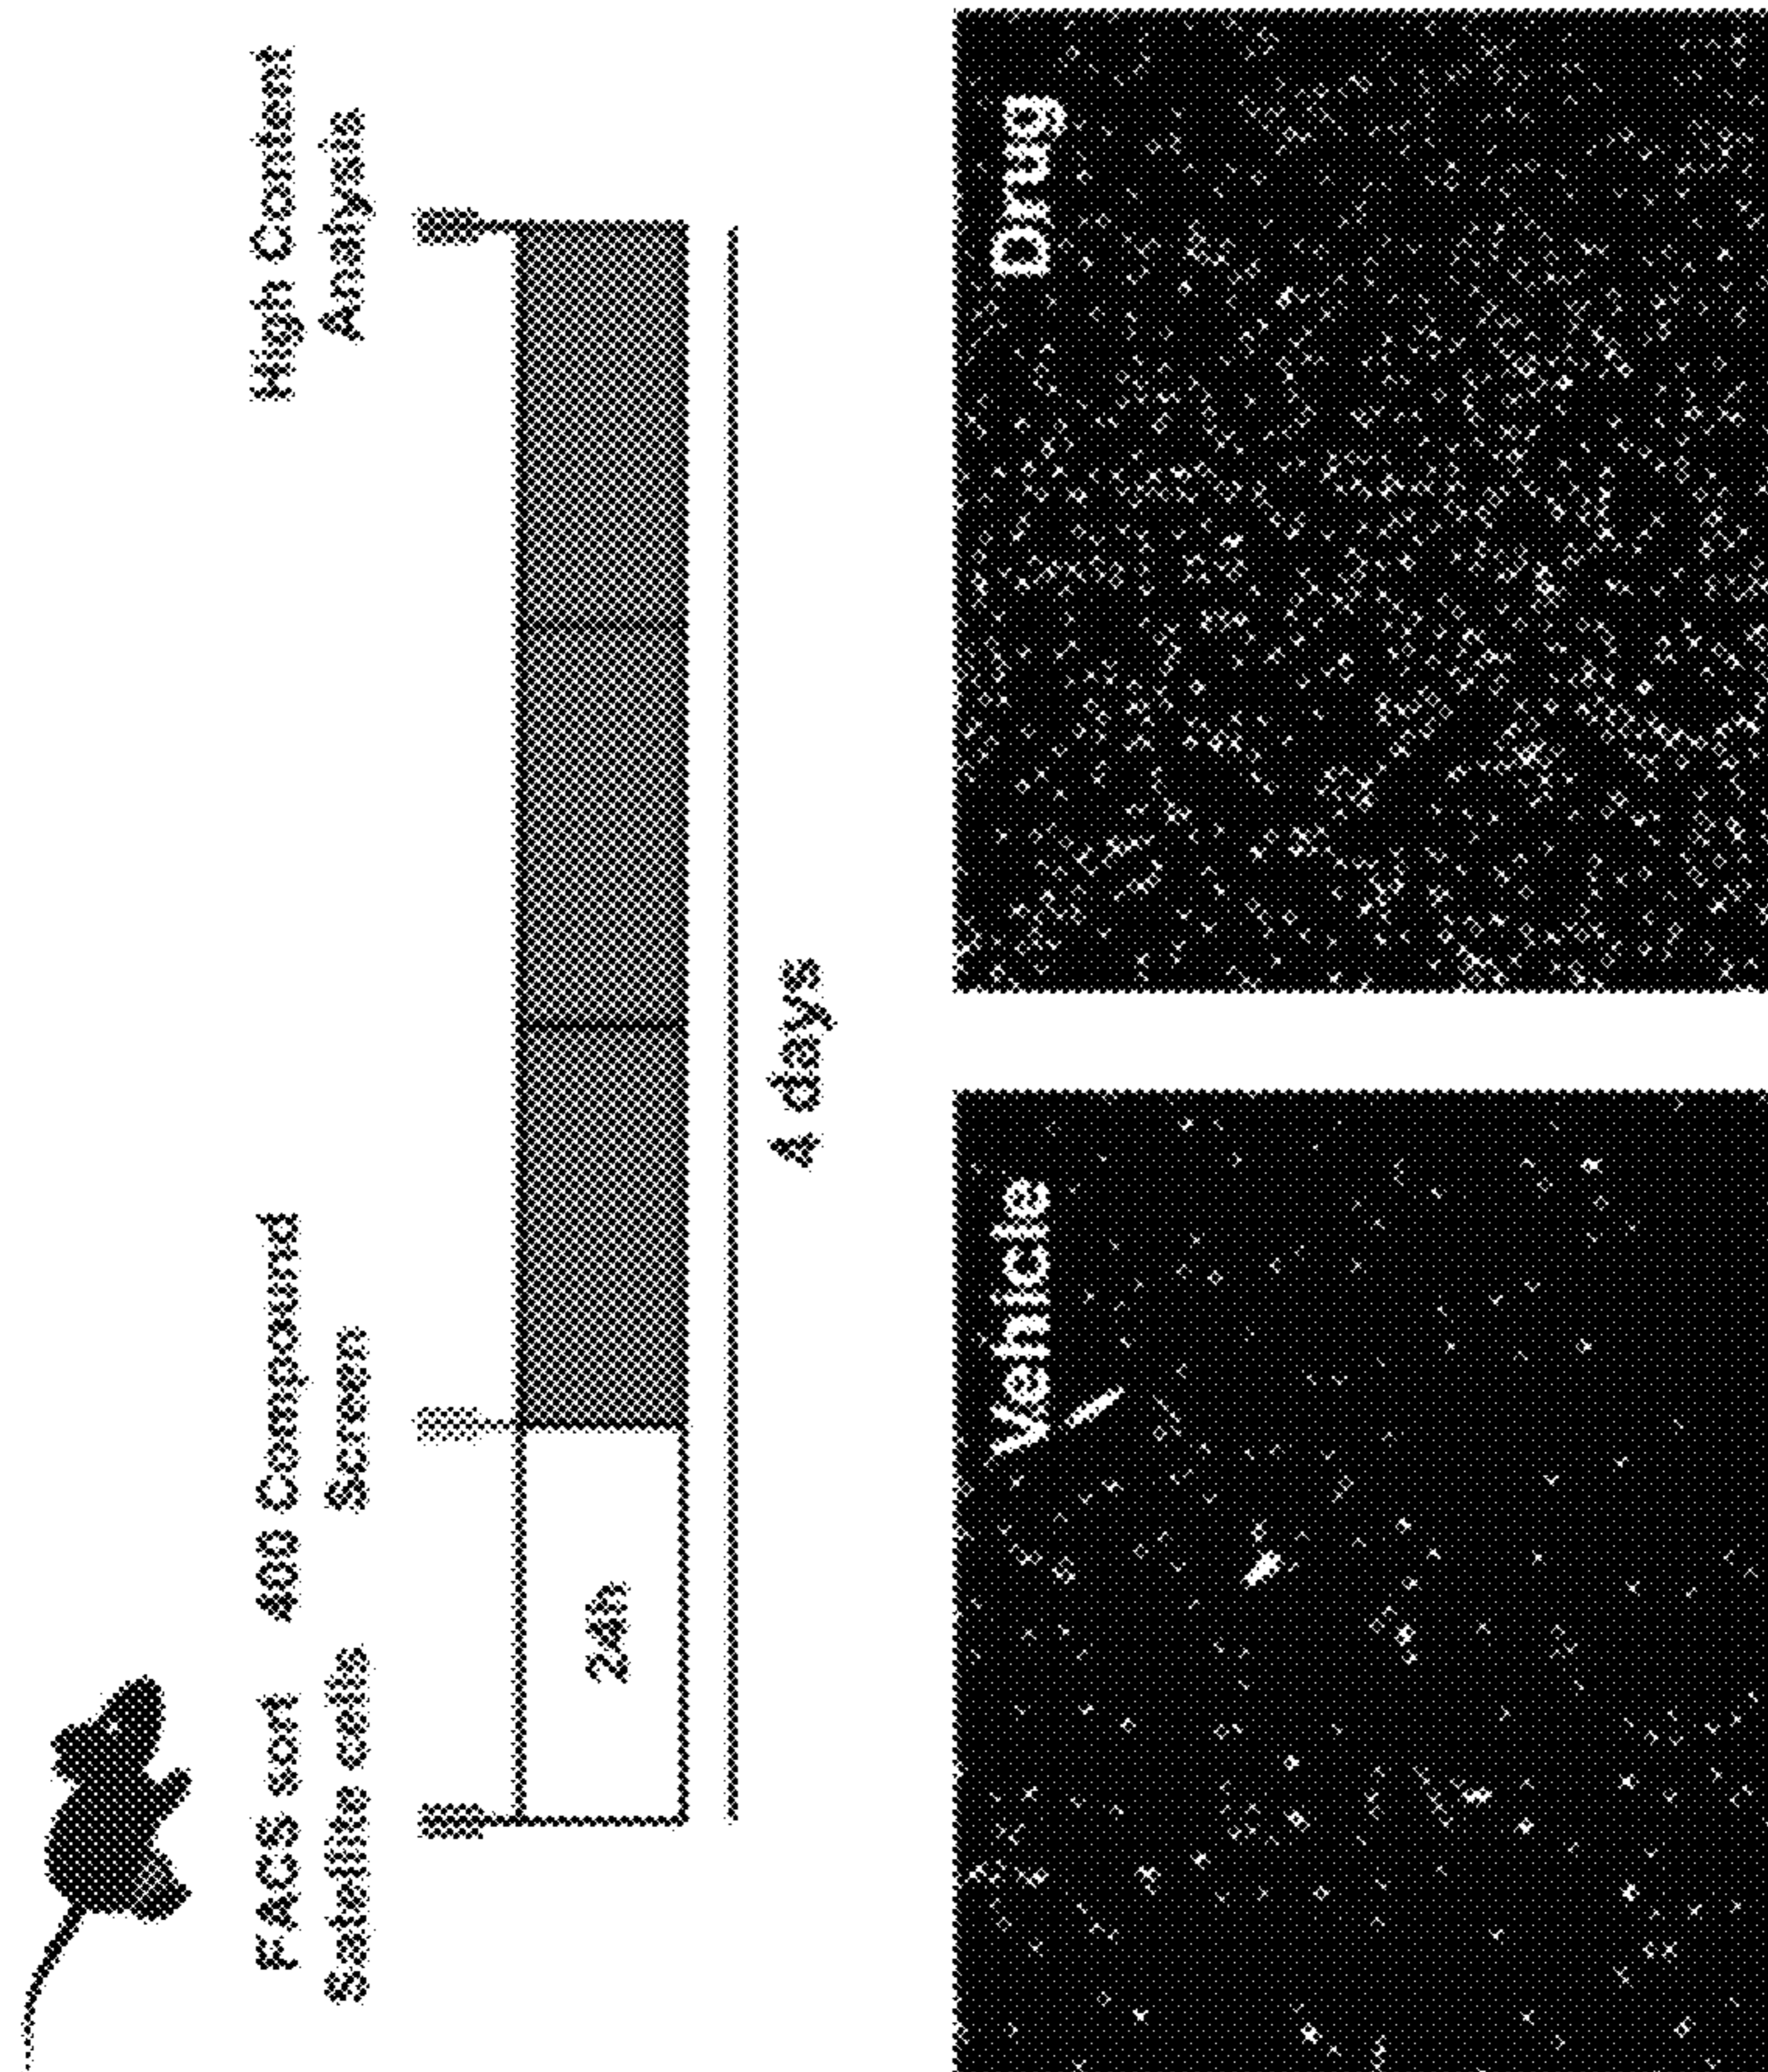 FACS sort
Satellite cells
400 Compound
Screen
High Content
Analysis
24h
4 days
Vehicle
Drug